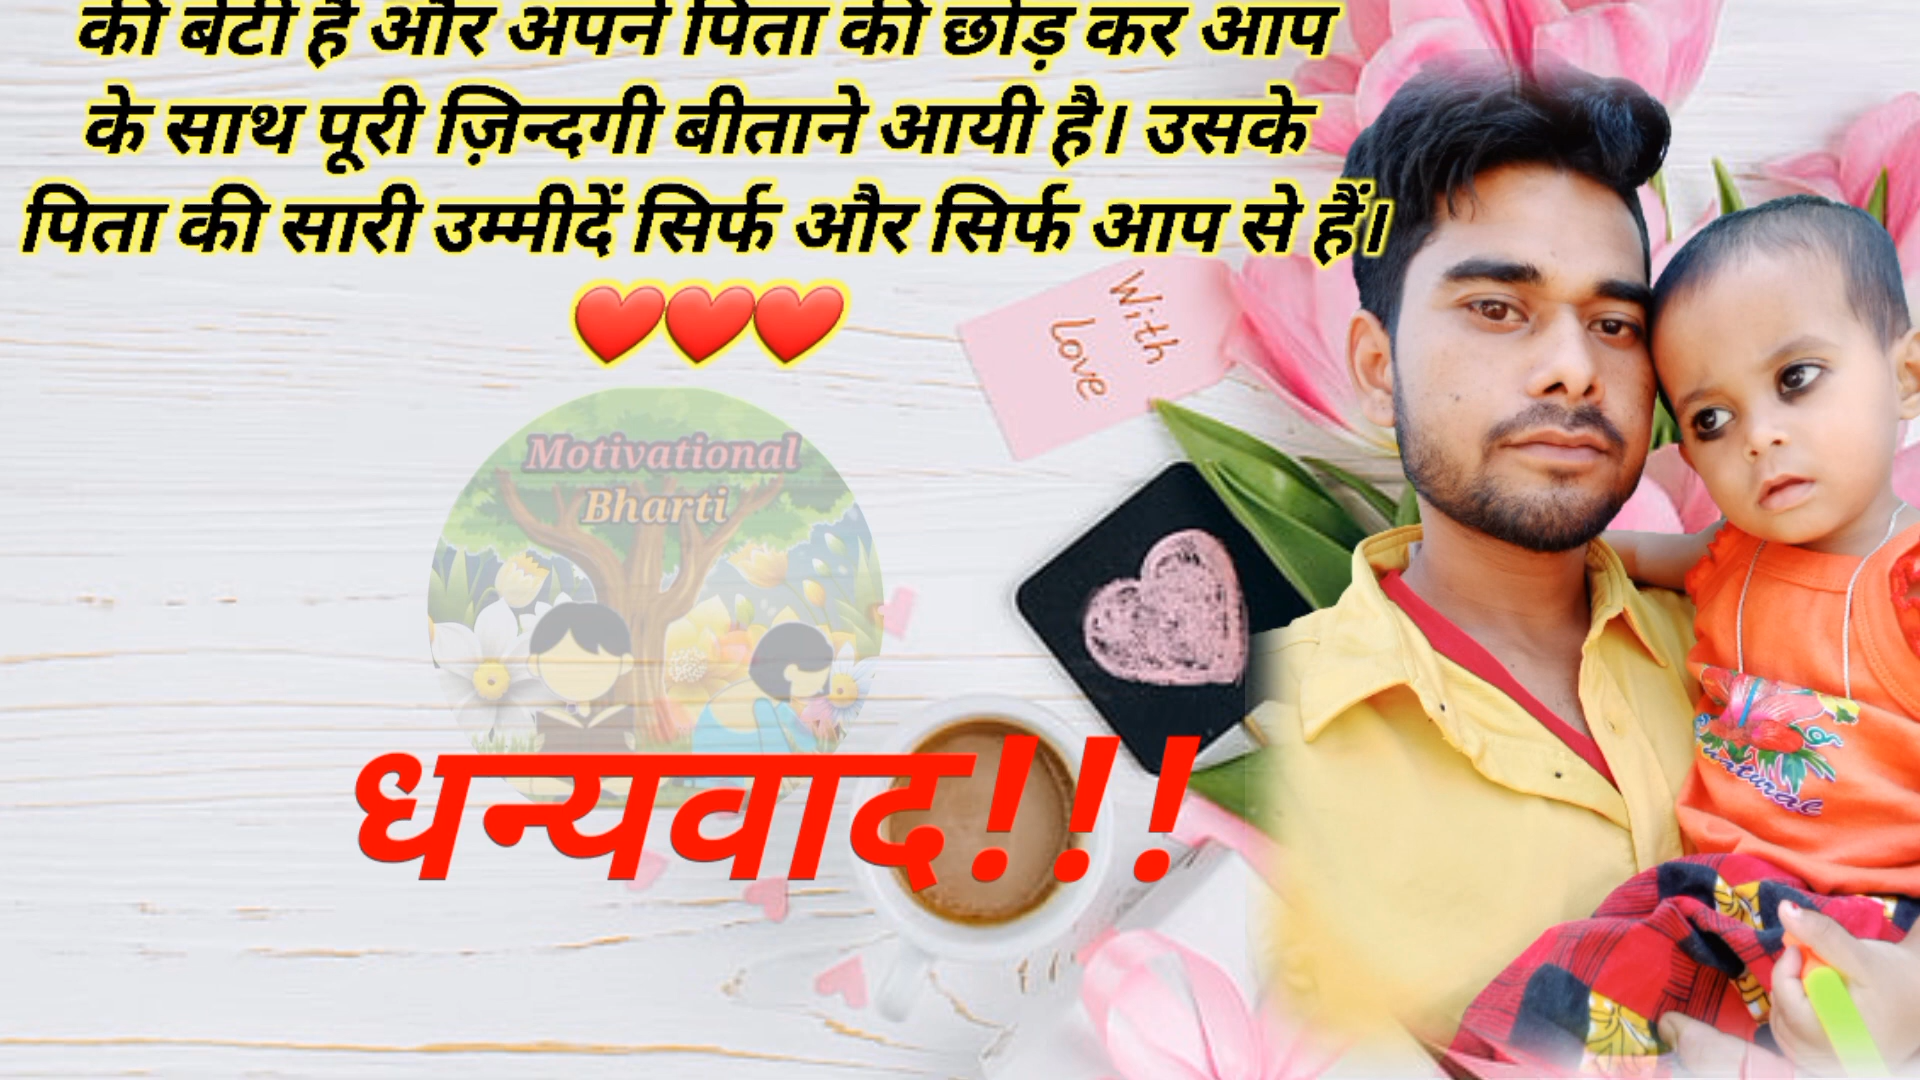 की बेटी है और अपने पिता को छोड़ कर आप
के साथ पूरी ज़िन्दगी बीताने आयी है। उसके
पिता की सारी उम्मीदें सिर्फ और सिर्फ आप से हैं।
❤️❤️❤️
With
Love
Motivational
Bharti
धन्यवाद!!!